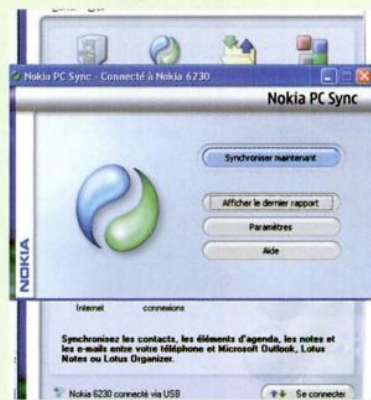 Nokia PC Sync - Connecté à Nokia 6230
Nokia PC Sync
Synchroniser maintenant
Afficher le dernier rapport
Paramètres
Aide
NOKIA
Internet connexions
Synchronisez les contacts, les éléments d'agenda, les notes et
les e-mails entre votre téléphone et Microsoft Outlook, Lotus
Notes ou Lotus Organizer.
Nokia 6230 connecté via USB
Se connecter